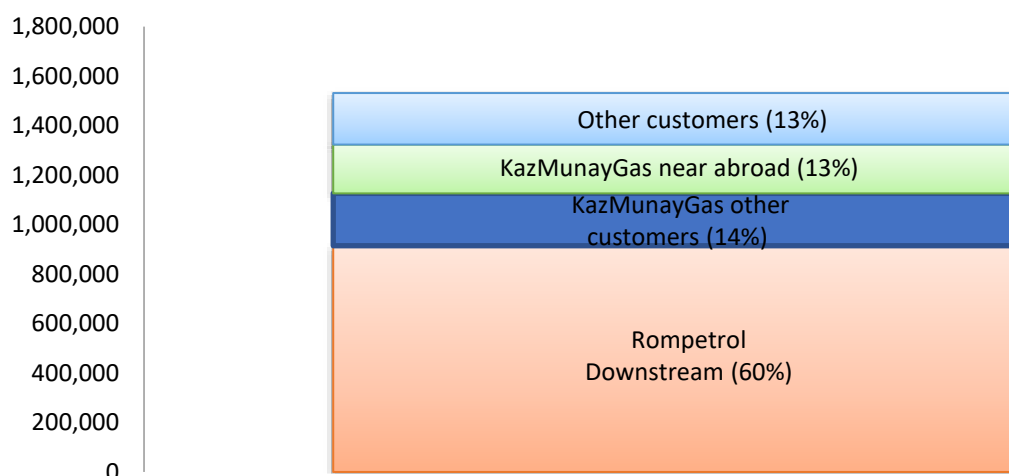 1,800,000
1,600,000
1,400,000
1,200,000
1,000,000
800,000
600,000
400,000
200,000
0
Other customers (13%)
KazMunayGas near abroad (13%)
KazMunayGas other
customers (14%)
Rompetrol
Downstream (60%)